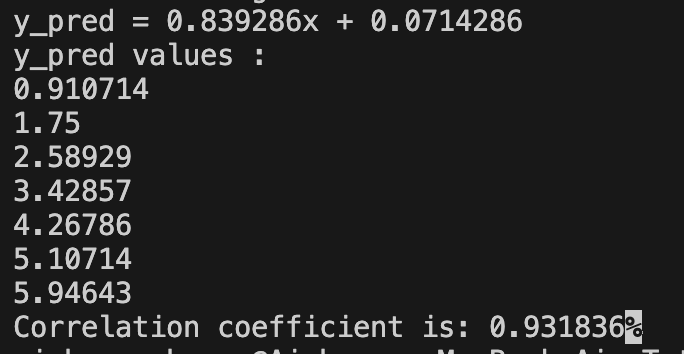 y_pred = 0.839286x + 0.0714286
y_pred values :
0.910714
1.75
2.58929
3.42857
4.26786
5.10714
5.94643
Correlation coefficient is: 0.931836%